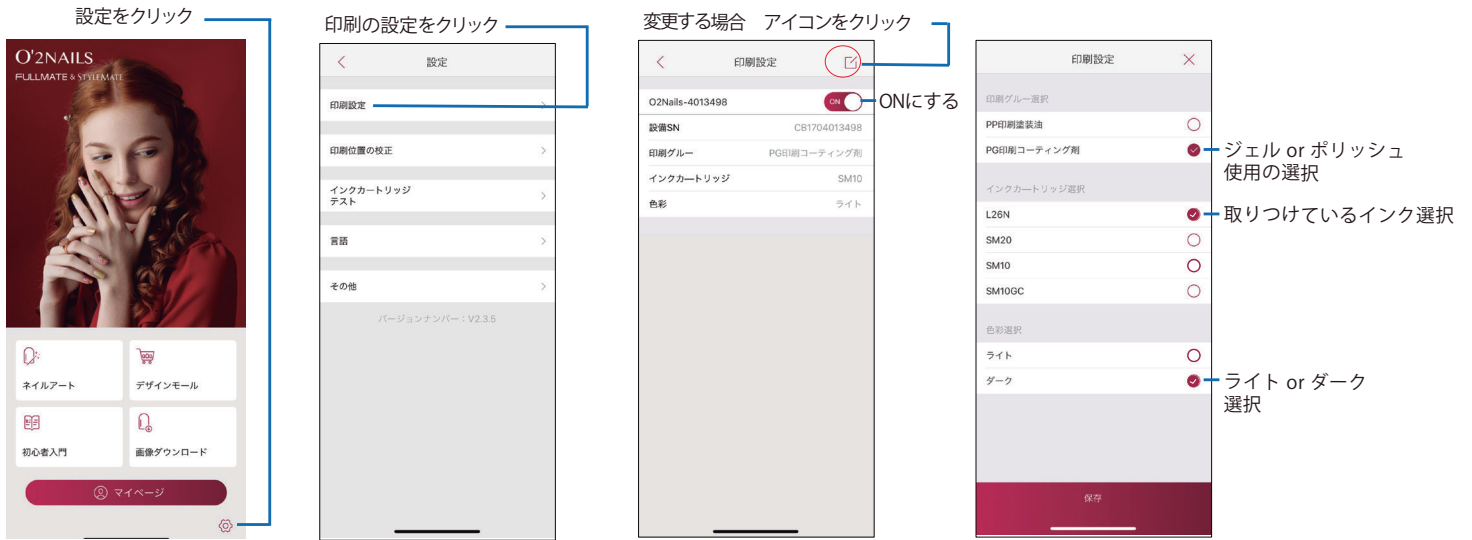 設定をクリック
O'2NAILS
FULLMATE & STYLEMATE
ネイルアート
デザインモール
初心者入門
画像ダウンロード
マイページ
印刷の設定をクリック
設定
印刷設定
印刷位置の校正
インクカートリッジ
テスト
言語
その他
バージョンナンバー：V2.3.5
変更する場合　アイコンをクリック
印刷設定
O2Nails-4013498
ON
ONにする
設備SN
CB1704013498
印刷グルー
PG印刷コーティング剤
インクカートリッジ
SM10
色彩
ライト
印刷設定
印刷グルー選択
PP印刷塗装油
PG印刷コーティング剤
ジェル or ポリッシュ
使用の選択
インクカートリッジ選択
L26N
取りつけているインク選択
SM20
SM10
SM10GC
色彩選択
ライト
ダーク
ライト or ダーク
選択
保存